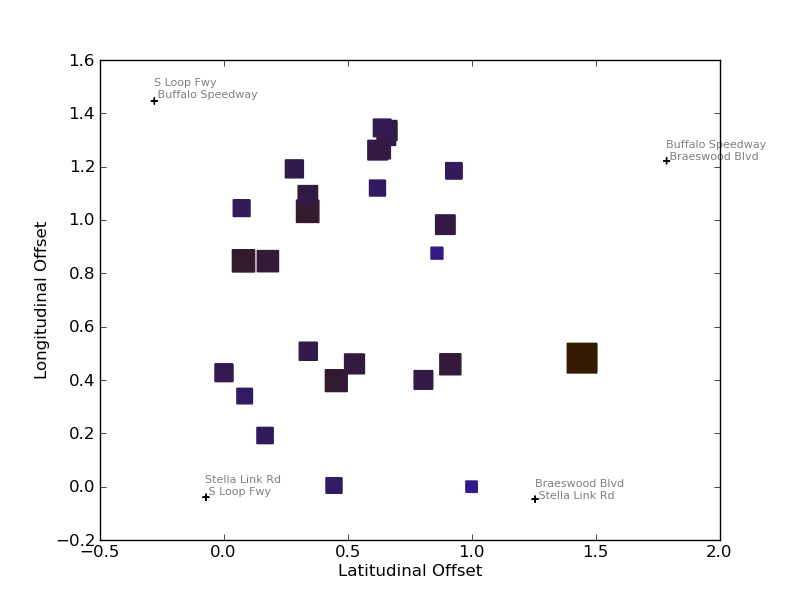 1.6
S Loop Fwy
Buffalo Speedway
1.4
Buffalo Speedway
Braeswood Blvd
1.2
1.0
0.8
Longitudinal Offset
0.6
0.4
0.2
Stella Link Rd
S Loop Fwy
Braeswood Blvd
Stella Link Rd
0.0
−0.2
−0.5
0.0
0.5
1.0
1.5
2.0
Latitudinal Offset